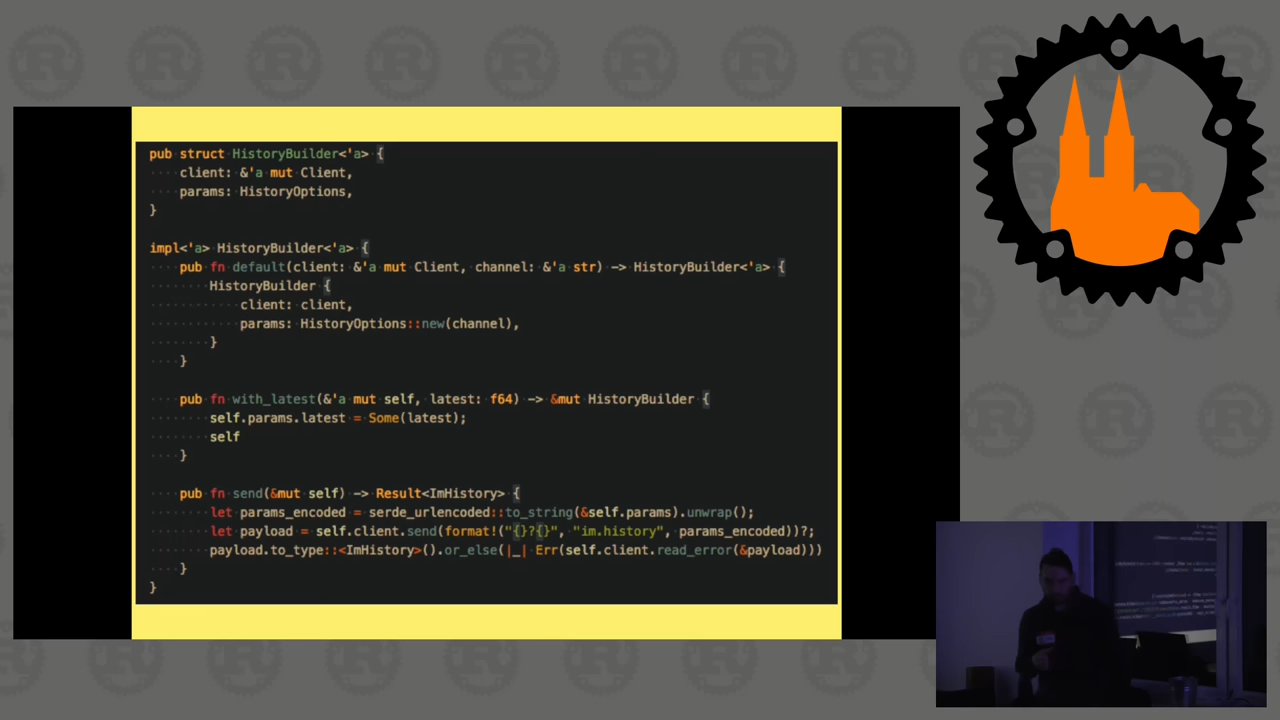 pub struct HistoryBuilder<'a> {
    client: &'a mut Client,
    params: HistoryOptions,
}
impl<'a> HistoryBuilder<'a> {
    pub fn default(client: &'a mut Client, channel: &'a str) -> HistoryBuilder<'a> {
        HistoryBuilder {
            client: client,
            params: HistoryOptions::new(channel),
        }
    }
    pub fn with_latest(&'a mut self, latest: f64) -> &mut HistoryBuilder {
        self.params.latest = Some(latest);
        self
    }
    pub fn send(&mut self) -> Result<ImHistory> {
        let params_encoded = serde_urlencoded::to_string(&self.params).unwrap();
        let payload = self.client.send(format!("{}?{}", "im.history", params_encoded))?;
        payload.to_type::<ImHistory>().or_else(|_| Err(self.client.read_error(&payload)))
    }
}